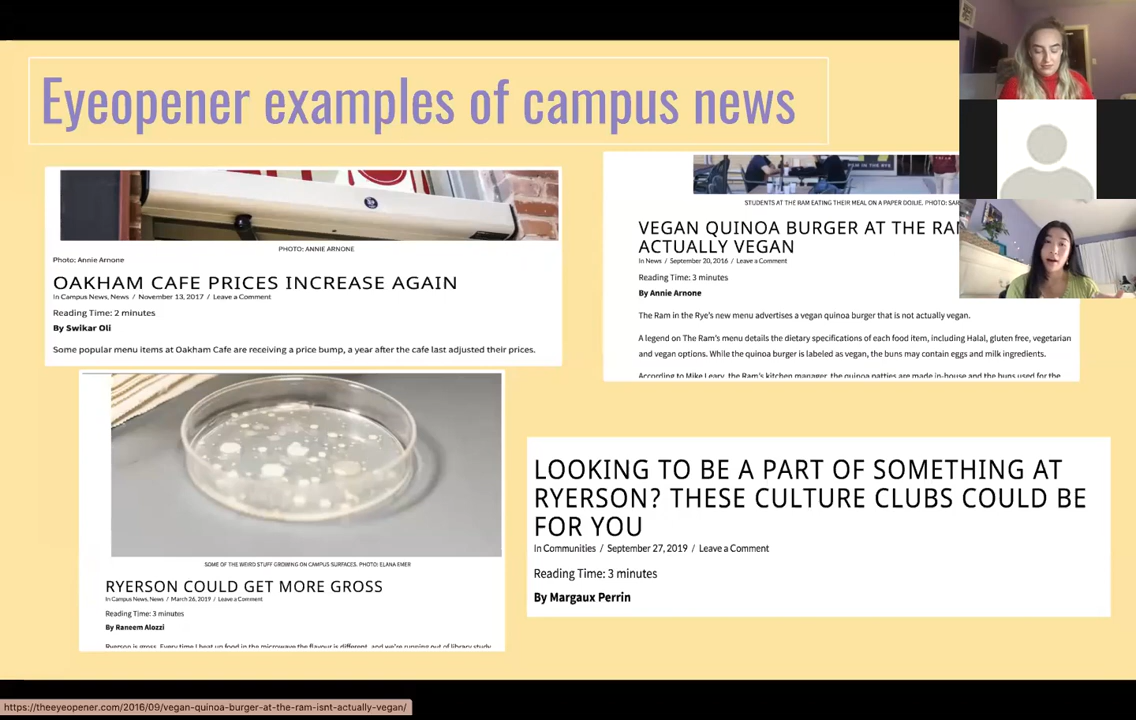 Eyeopener examples of campus news
PHOTO: ANNIE ARNONE
Photo: Annie Arnone
OAKHAM CAFE PRICES INCREASE AGAIN
In Campus News, News / November 13, 2017 / Leave a Comment
Reading Time: 2 minutes
By Swikar Oli
Some popular menu items at Oakham Cafe are receiving a price bump, a year after the cafe last adjusted their prices.
STUDENTS AT THE RAM EATING THEIR MEAL ON A PAPER DOILIE. PHOTO:
VEGAN QUINOA BURGER AT THE
ACTUALLY VEGAN
In News / September 20, 2016 / Leave a Comment
Reading Time: 3 minutes
By Annie Arnone
The Ram in the Rye's new menu advertises a vegan quinoa burger that is not actually vegan.
A legend on The Ram's menu details the dietary specifications of each food item, including Halal, gluten free, vegetarian
and vegan options. While the quinoa burger is labeled as vegan, the buns may contain eggs and milk ingredients.
According to Mike Leary, the Ram's kitchen manager, the quinoa patties are made in-house and the buns used for the
SOME OF THE WEIRD STUFF GROWING ON CAMPUS SURFACES. PHOTO: ELANA EMER
RYERSON COULD GET MORE GROSS
In Campus News, News / March 26, 2019 / Leave a Comment
Reading Time: 3 minutes
By Raneem Alozzi
Ryerson is gross. Every time I heat up food in the microwave the flavour is different, and we're running out of library study
LOOKING TO BE A PART OF SOMETHING AT
RYERSON? THESE CULTURE CLUBS COULD BE
FOR YOU
In Communities / September 27, 2019 / Leave a Comment
Reading Time: 3 minutes
By Margaux Perrin
https://theeyeopener.com/2016/09/vegan-quinoa-burger-at-the-ram-isnt-actually-vegan/